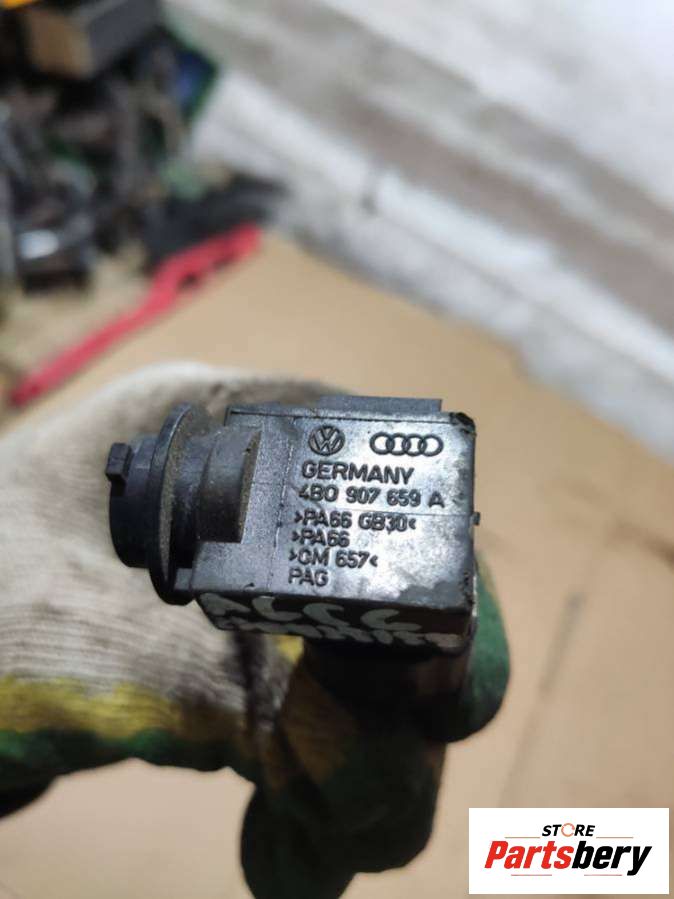 GERMANY
4B0 907 659 A
>PA66 GB30<
>PA66
>CM 657<
PAG
STORE
Partsbery